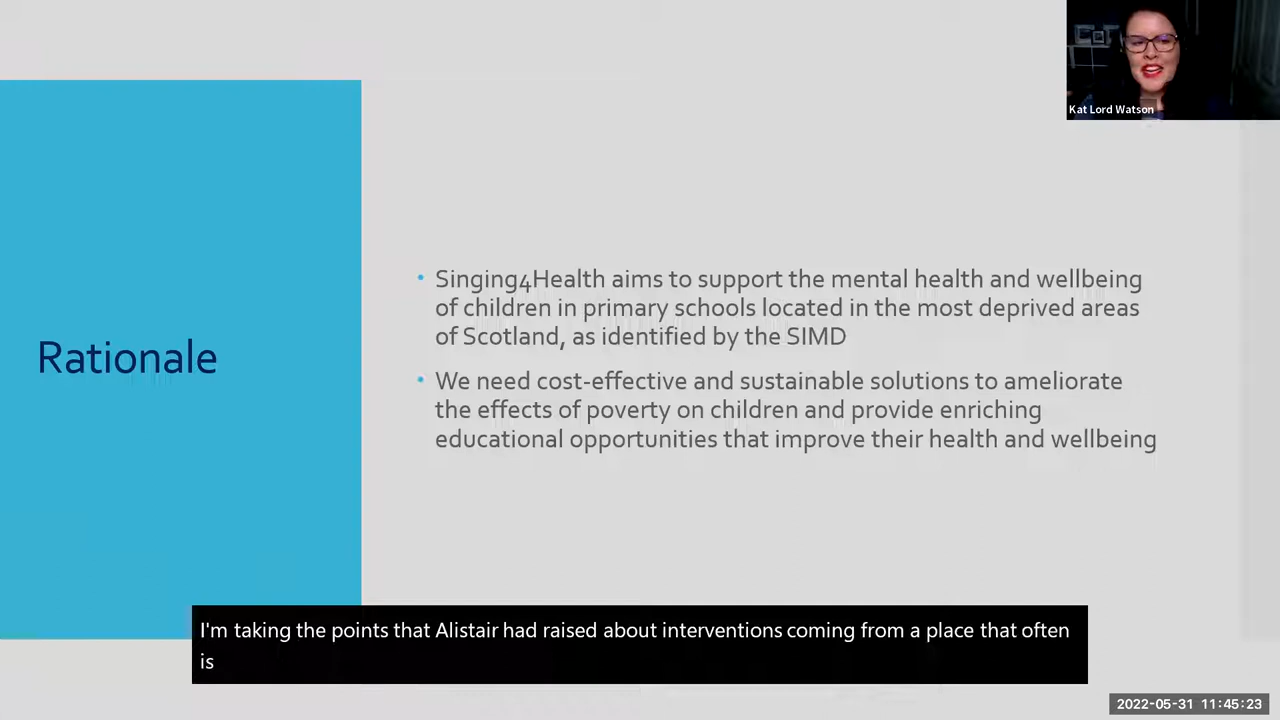 Kat Lord Watson
Rationale
• Singing4Health aims to support the mental health and wellbeing
of children in primary schools located in the most deprived areas
of Scotland, as identified by the SIMD
• We need cost-effective and sustainable solutions to ameliorate
the effects of poverty on children and provide enriching
educational opportunities that improve their health and wellbeing
I'm taking the points that Alistair had raised about interventions coming from a place that often
is
2022-05-31 11:45:23